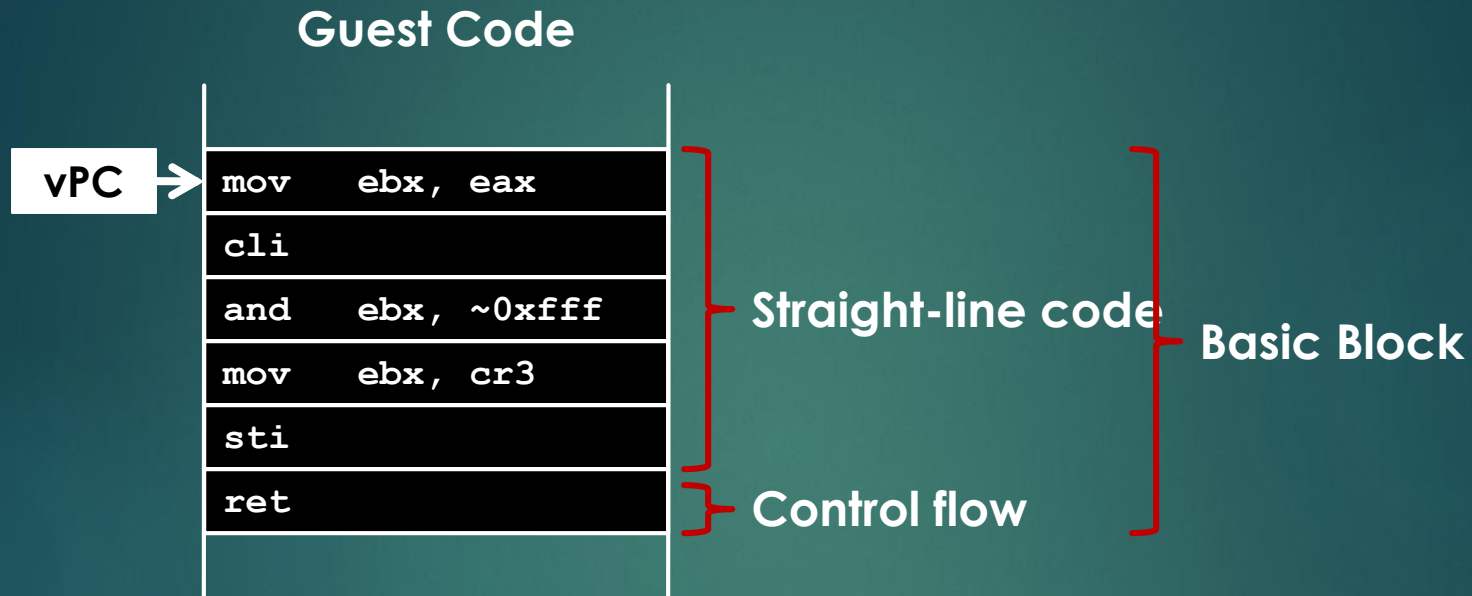 Guest Code
vPC
mov ebx, eax
cli
and ebx, ~0xfff
mov ebx, cr3
sti
ret
Straight-line code
Control flow
Basic Block